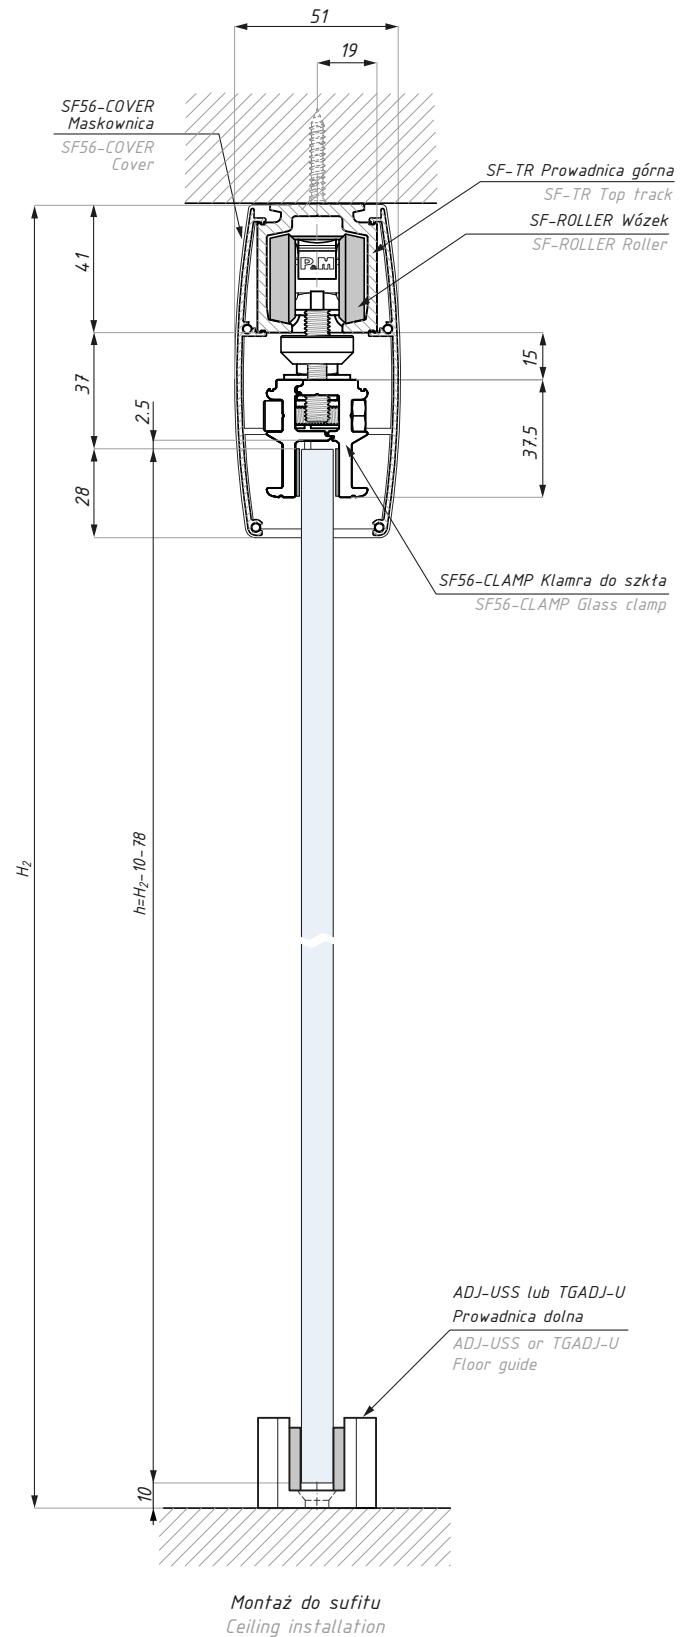 51
19
SF56-COVER
Maskownica
SF56-COVER
Cover
SF-TR Prowadnica górna
SF-TR Top track
SF-ROLLER Wózek
SF-ROLLER Roller
P.M
41
37
2.5
28
15
37.5
SF56-CLAMP Klamra do szkła
SF56-CLAMP Glass clamp
H₂
h=H₂-10-78
ADJ-USS lub TGADJ-U
Prowadnica dolna
ADJ-USS or TGADJ-U
Floor guide
10
Montaż do sufitu
Ceiling installation